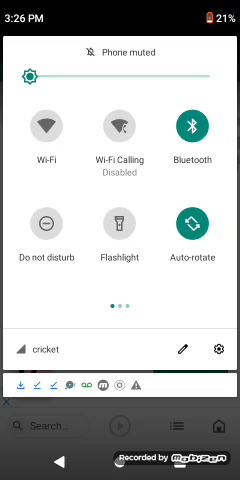 3:26 PM 21%
Phone muted
Wi-Fi Wi-Fi Calling Bluetooth
Disabled
Do not disturb Flashlight Auto-rotate
cricket
Search...
Recorded by mobizen